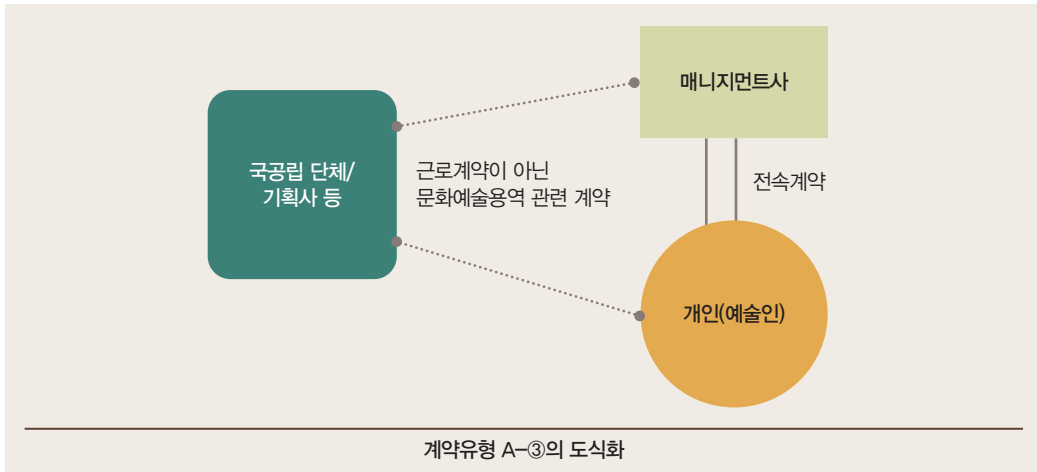 매니지먼트사
국공립 단체/
기획사 등
근로계약이 아닌
문화예술용역 관련 계약
전속계약
개인(예술인)
계약유형 A-③의 도식화